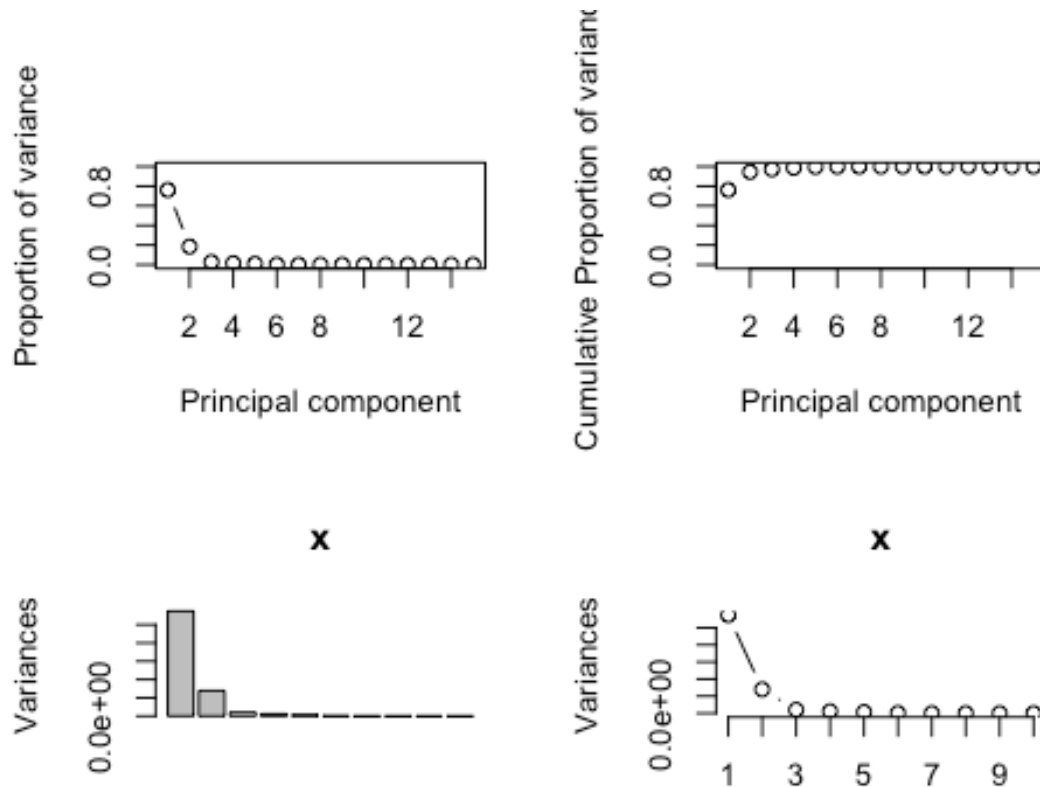 Proportion of variance
0.8
0.0
2 4 6 8 12
Principal component
Cumulative Proportion of varianc
0.8
0.0
2 4 6 8 12
Principal component
x
Variances
0.0e+00
x
Variances
0.0e+00
1 3 5 7 9